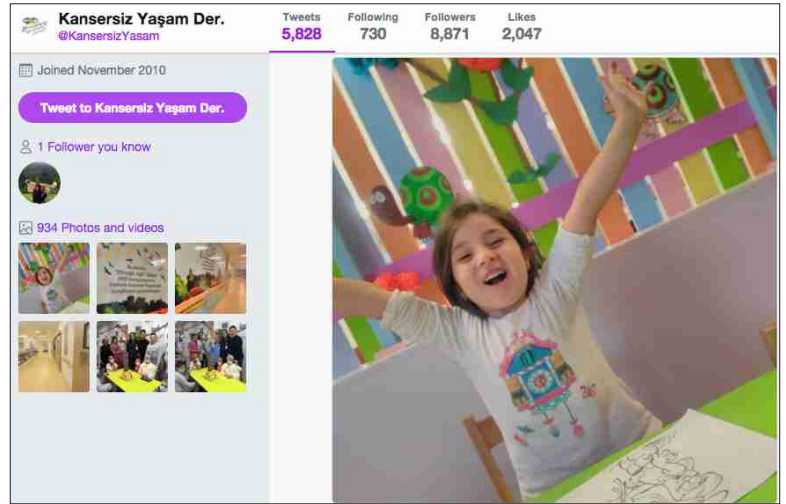 Kansersiz Yaşam Der.
@KansersizYasam
Tweets
5,828
Following
730
Followers
8,871
Likes
2,047
Joined November 2010
Tweet to Kansersiz Yaşam Der.
1 Follower you know
934 Photos and videos